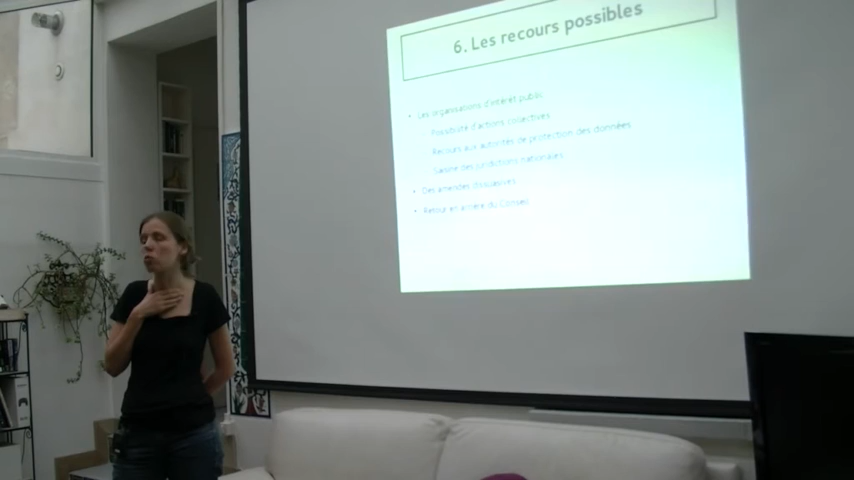 6. Les recours possibles
• Les organisations d'intérêt public
Possibilité d'actions collectives
Recours aux autorités de protection des données
Saisine des juridictions nationales
• Des amendes dissuasives
• Retour en arrière du Conseil